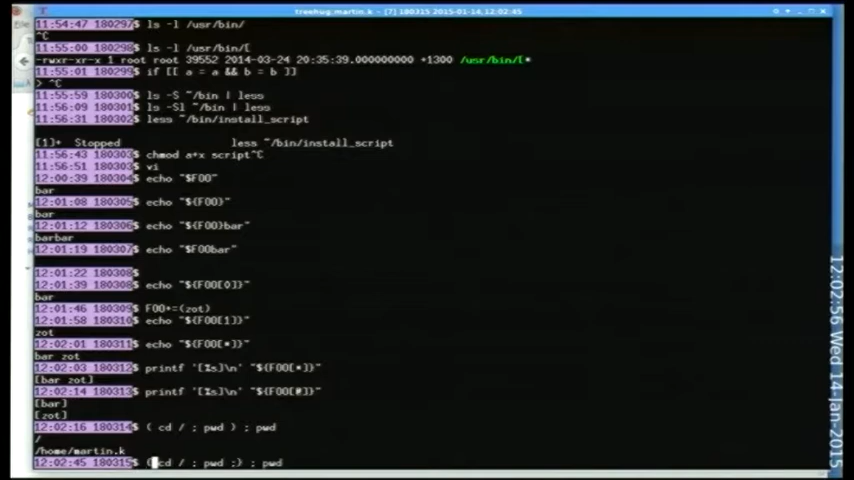 treehug:martin.k - [7] 180315 2015-01-14,12:02:45
File
11:54:47 180297$ ls -l /usr/bin/
^C
11:55:00 180298$ ls -l /usr/bin/[
-rwxr-xr-x 1 root root 39552 2014-03-24 20:35:39.000000000 +1300 /usr/bin/[*
11:55:01 180299$ if [[ a = a && b = b ]]
> ^C
11:55:59 180300$ ls -S ~/bin | less
11:56:09 180301$ ls -Sl ~/bin | less
11:56:31 180302$ less ~/bin/install_script
[1]+  Stopped                 less ~/bin/install_script
11:56:43 180303$ chmod a+x script^C
11:56:51 180303$ vi
12:00:39 180304$ echo "$FOO"
bar
12:01:08 180305$ echo "${FOO}"
bar
12:01:12 180306$ echo "${FOO}bar"
barbar
12:01:19 180307$ echo "$FOObar"
12:01:22 180308$
12:01:39 180308$ echo "${FOO[0]}"
bar
12:01:46 180309$ FOO+=(zot)
12:01:58 180310$ echo "${FOO[1]}"
zot
12:02:01 180311$ echo "${FOO[*]}"
bar zot
12:02:03 180312$ printf '[%s]\n' "${FOO[*]}"
[bar zot]
12:02:14 180313$ printf '[%s]\n' "${FOO[@]}"
[bar]
[zot]
12:02:16 180314$ ( cd / ; pwd ) ; pwd
/
/home/martin.k
12:02:45 180315$ ( cd / ; pwd ;) ; pwd
12:02:56 Wed 14-Jan-2015